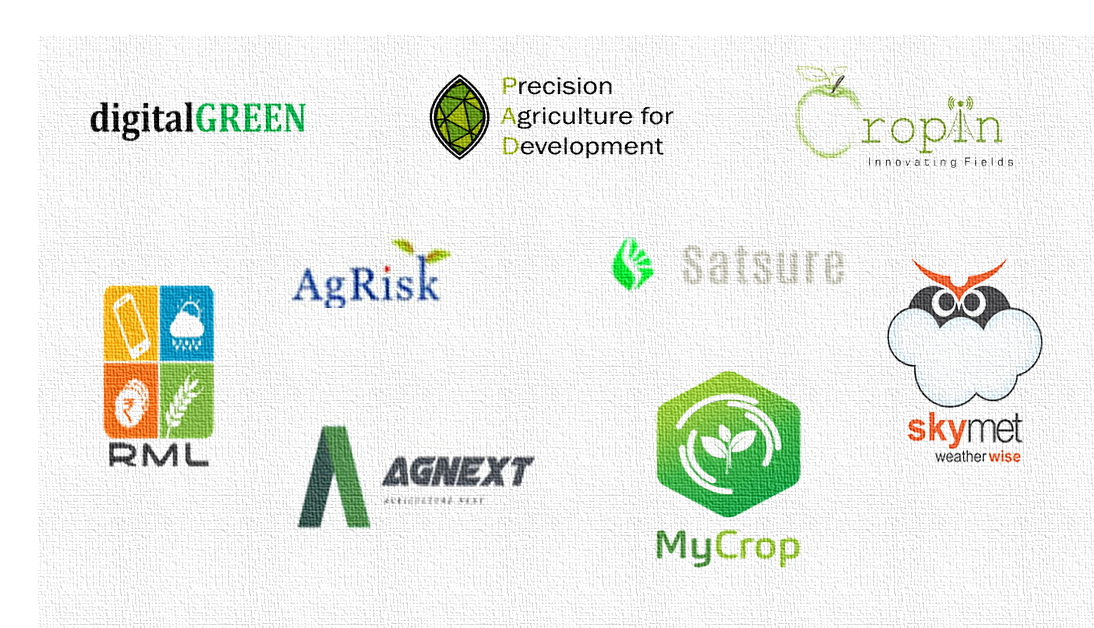 digitalGREEN
Precision
Agriculture for
Development
Cropin
Innovating Fields
AgRisk
Satsure
RML
AGNEXT
MyCrop
skymet
weather wise